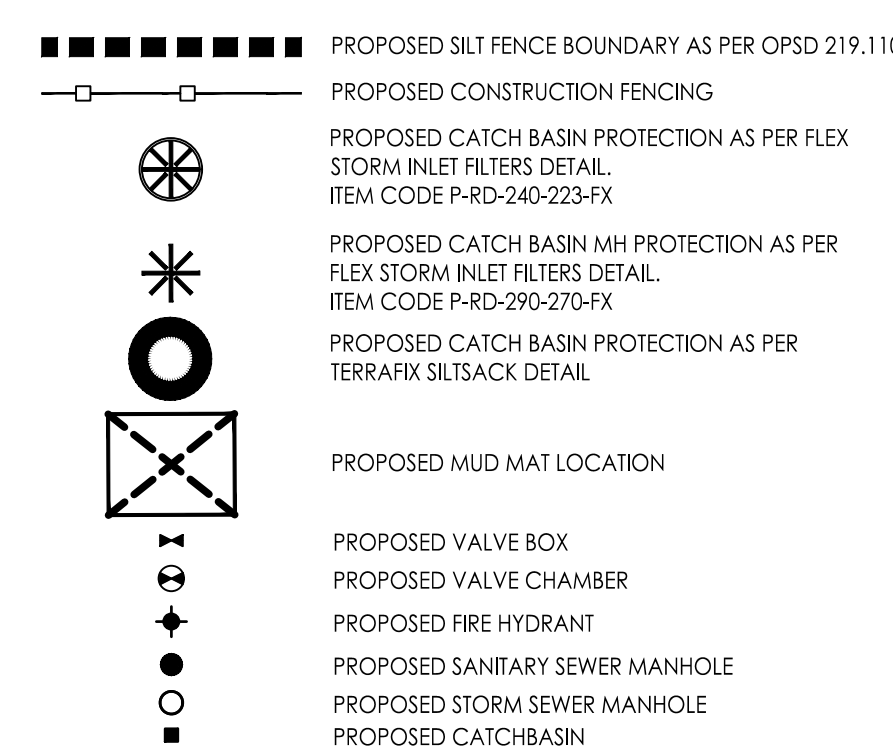 PROPOSED SILT FENCE BOUNDARY AS PER OPSD 219.110
PROPOSED CONSTRUCTION FENCING
PROPOSED CATCH BASIN PROTECTION AS PER FLEX
STORM INLET FILTERS DETAIL.
ITEM CODE P-RD-240-223-FX
PROPOSED CATCH BASIN MH PROTECTION AS PER
FLEX STORM INLET FILTERS DETAIL.
ITEM CODE P-RD-290-270-FX
PROPOSED CATCH BASIN PROTECTION AS PER
TERRAFIX SILTSACK DETAIL
PROPOSED MUD MAT LOCATION
PROPOSED VALVE BOX
PROPOSED VALVE CHAMBER
PROPOSED FIRE HYDRANT
PROPOSED SANITARY SEWER MANHOLE
PROPOSED STORM SEWER MANHOLE
PROPOSED CATCHBASIN